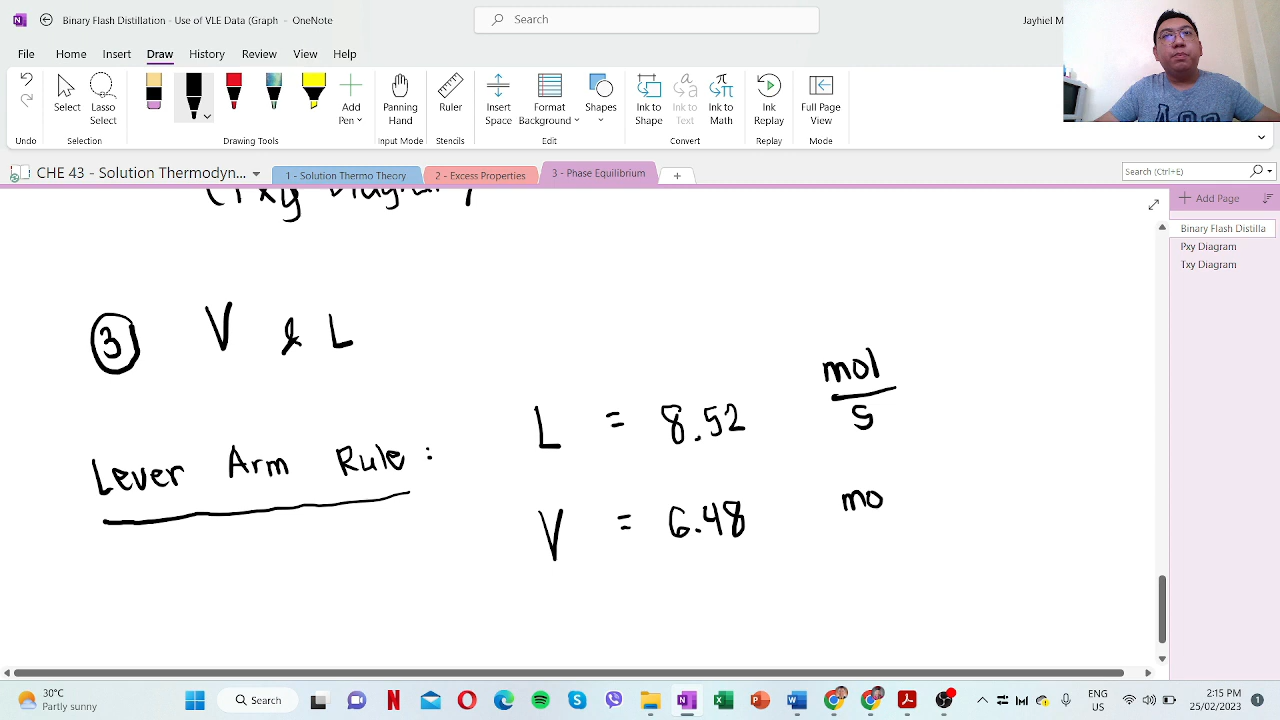 Binary Flash Distillation - Use of VLE Data (Graph - OneNote
Search
Jayhiel M
File Home Insert Draw History Review View Help
Select
Lasso Select
Add Pen
Panning Hand
Ruler
Insert Space
Format Background
Shapes
Ink to Shape
Ink to Text
Ink to Math
Ink Replay
Full Page View
Undo Selection Drawing Tools Input Mode Stencils Edit Convert Replay View
CHE 43 - Solution Thermodyn...
1 - Solution Thermo Theory
2 - Excess Properties
3 - Phase Equilibrium
Search (Ctrl+E)
Add Page
Binary Flash Distilla
Pxy Diagram
Txy Diagram
(Txy Diagram)
3 V & L
Lever Arm Rule:
L = 8.52 mol/s
V = 6.48 mo
30°C
Partly sunny
Search
ENG
US
2:15 PM
25/02/2023
1